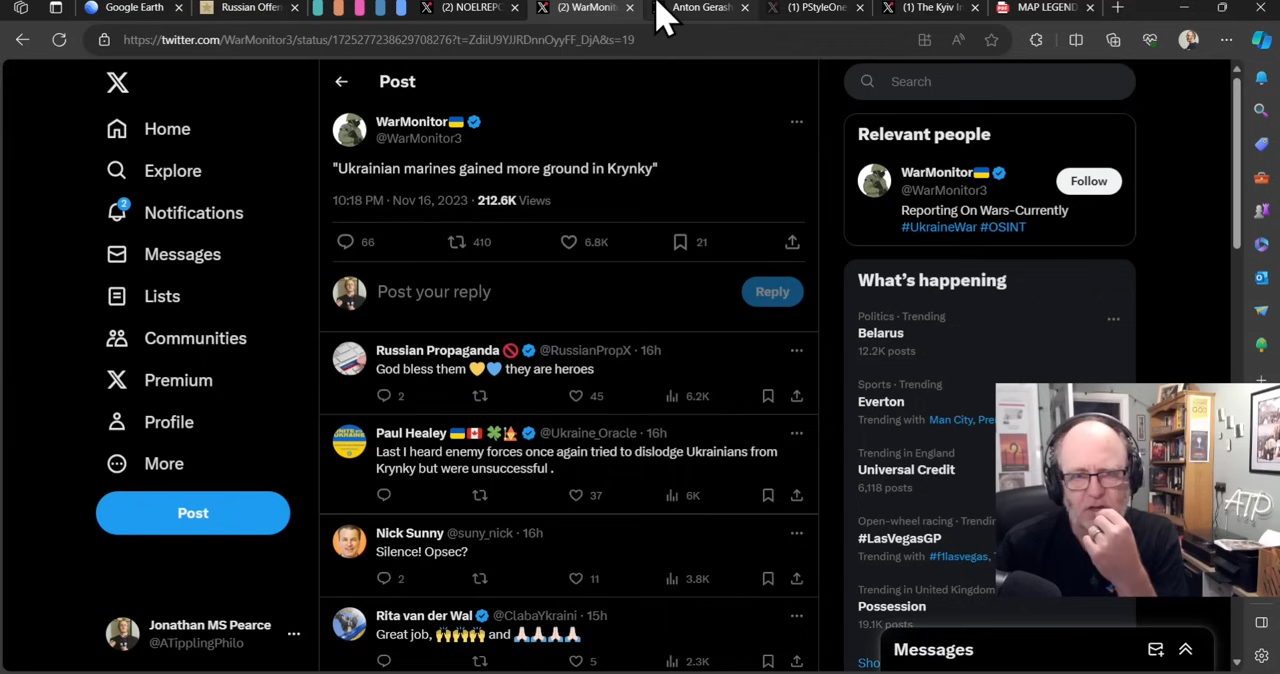 Google Earth
Russian Offen
(2) NOELREPO
(2) WarMonit
Anton Gerash
(1) PStyleOne
(1) The Kyiv In
MAP LEGEND
https://twitter.com/WarMonitor3/status/1725277238629708276?t=ZdiiU9YJJRDnnOyyFF_DjA&s=19
Home
Explore
2
Notifications
Messages
Lists
Communities
Premium
Profile
More
Post
Jonathan MS Pearce
@ATipplingPhilo
Post
WarMonitor
@WarMonitor3
"Ukrainian marines gained more ground in Krynky"
10:18 PM · Nov 16, 2023 · 212.6K Views
66 410 6.8K 21
Post your reply
Reply
Russian Propaganda @RussianPropX · 16h
God bless them 💛💙 they are heroes
2 45 6.2K
Paul Healey @Ukraine_Oracle · 16h
Last I heard enemy forces once again tried to dislodge Ukrainians from
Krynky but were unsuccessful .
37 6K
Nick Sunny @suny_nick · 16h
Silence! Opsec?
2 11 3.8K
Rita van der Wal @ClabaYkraini · 15h
Great job, 🙌🙌🙌 and 🙏🏻🙏🏻🙏🏻🙏🏻
5 2.3K
Search
Relevant people
WarMonitor
@WarMonitor3
Follow
Reporting On Wars-Currently
#UkraineWar #OSINT
What's happening
Politics · Trending
Belarus
12.2K posts
Sports · Trending
Everton
Trending with Man City, Pre
Trending in England
Universal Credit
6,118 posts
Open-wheel racing · Trendin
#LasVegasGP
Trending with #f1lasvegas,
Trending in United Kingdom
Possession
19.1K posts
Sho
Messages
ATP